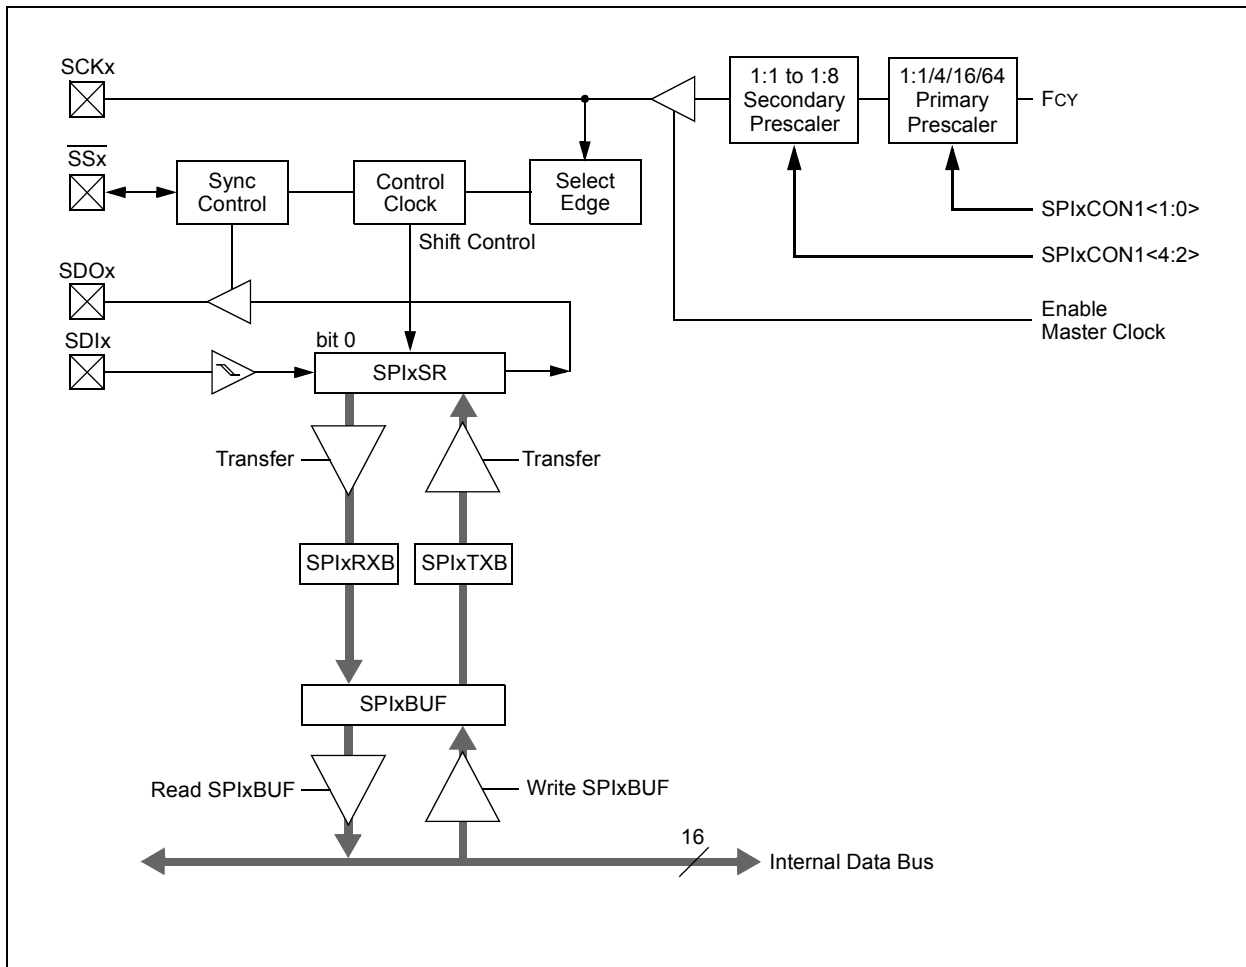 SCKx
1:1 to 1:8
Secondary
Prescaler
1:1/4/16/64
Primary
Prescaler
FCY
SSx
Sync
Control
Control
Clock
Select
Edge
SPIxCON1<1:0>
Shift Control
SPIxCON1<4:2>
SDOx
Enable
Master Clock
SDIx
bit 0
SPIxSR
Transfer
Transfer
SPIxRXB
SPIxTXB
SPIxBUF
Read SPIxBUF
Write SPIxBUF
16
Internal Data Bus